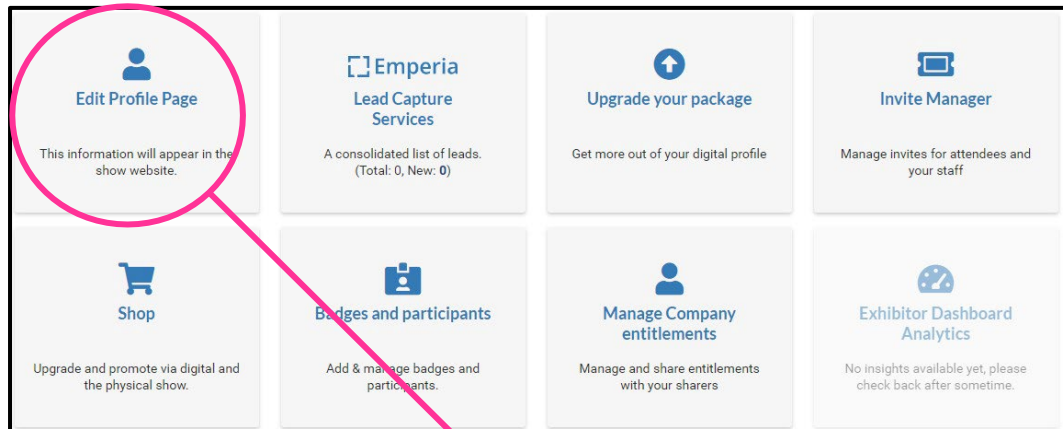 Edit Profile Page
This information will appear in the
show website.
Emperia
Lead Capture
Services
A consolidated list of leads.
(Total: 0, New: 0)
Upgrade your package
Get more out of your digital profile
Invite Manager
Manage invites for attendees and
your staff
Shop
Upgrade and promote via digital and
the physical show.
Badges and participants
Add & manage badges and
participants.
Manage Company
entitlements
Manage and share entitlements
with your sharers
Exhibitor Dashboard
Analytics
No insights available yet, please
check back after sometime.